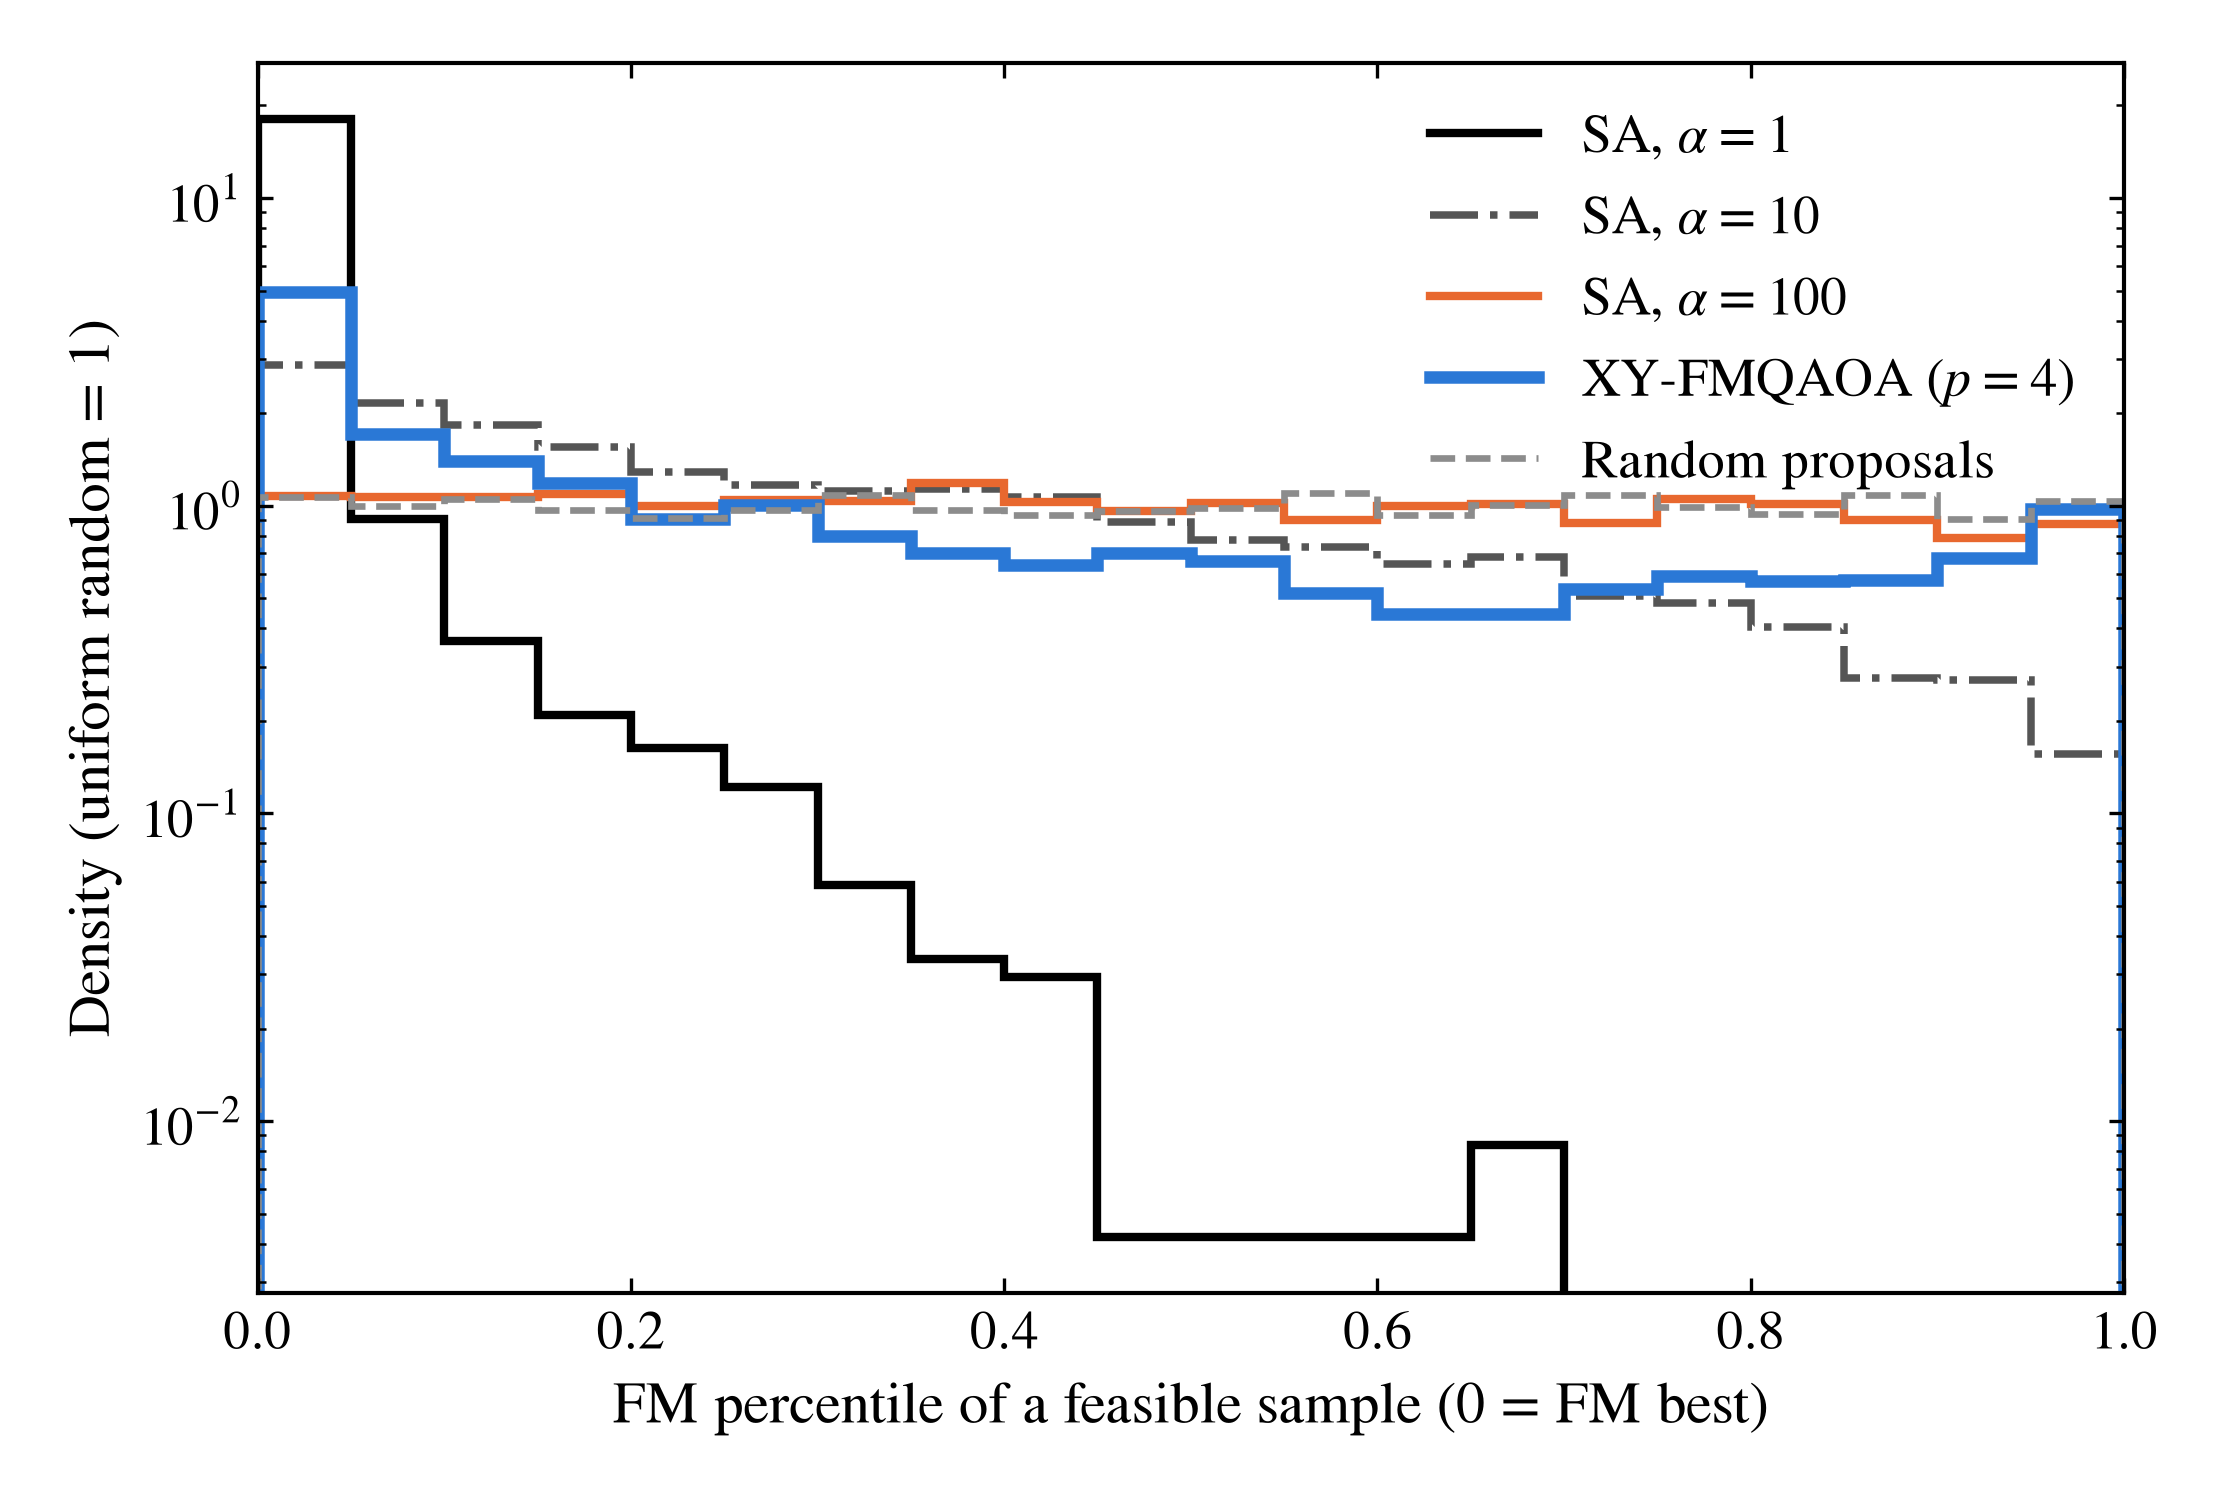 Density (uniform random = 1)
10¹
10⁰
10⁻¹
10⁻²
SA, α = 1
SA, α = 10
SA, α = 100
XY-FMQAOA (p = 4)
Random proposals
0.0 0.2 0.4 0.6 0.8 1.0
FM percentile of a feasible sample (0 = FM best)